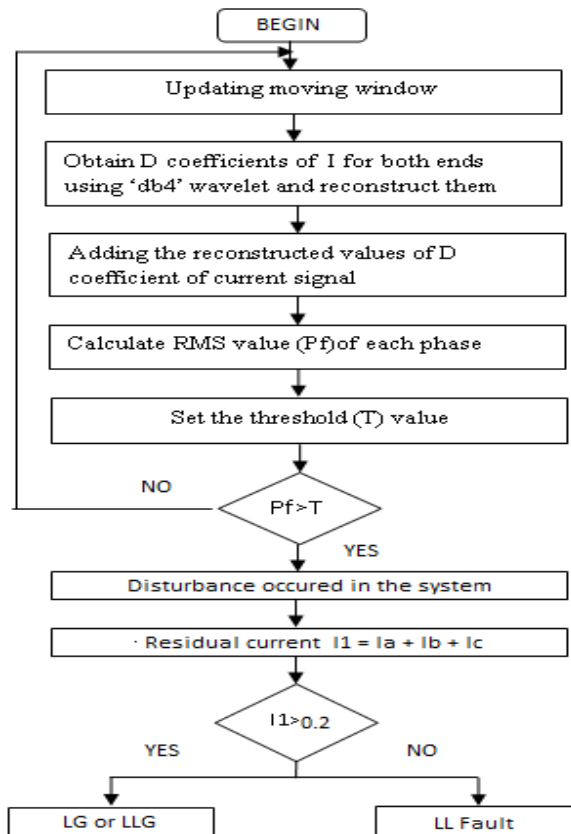 BEGIN
Updating moving window
Obtain D coefficients of I for both ends
using ‘db4’ wavelet and reconstruct them
Adding the reconstructed values of D
coefficient of current signal
Calculate RMS value (Pf)of each phase
Set the threshold (T) value
NO
Pf>T
YES
Disturbance occured in the system
· Residual current I1 = Ia + Ib + Ic
I1>0.2
YES
NO
LG or LLG
LL Fault